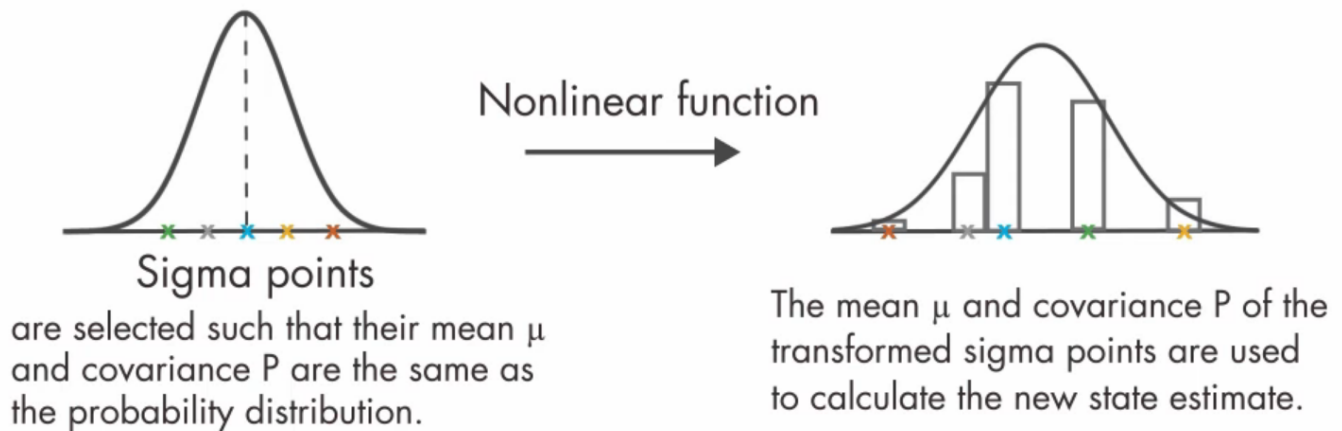 Nonlinear function
Sigma points
are selected such that their mean μ
and covariance P are the same as
the probability distribution.
The mean μ and covariance P of the
transformed sigma points are used
to calculate the new state estimate.